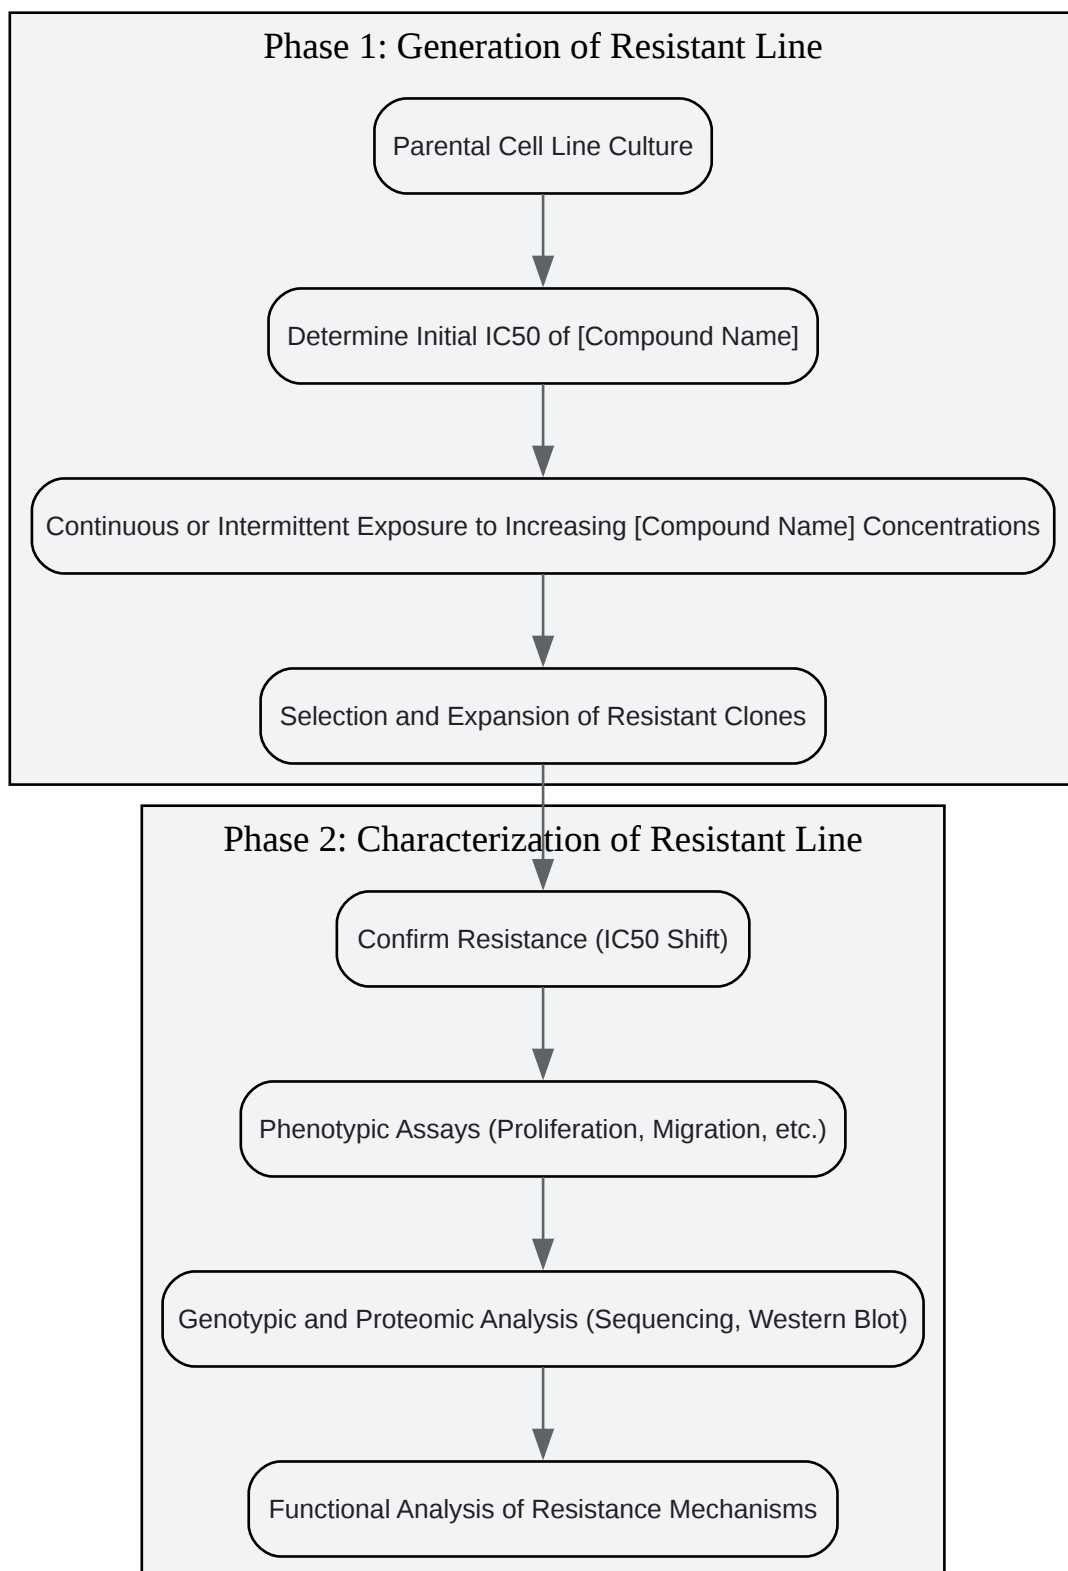 Phase 1: Generation of Resistant Line
Parental Cell Line Culture
Determine Initial IC50 of [Compound Name]
Continuous or Intermittent Exposure to Increasing [Compound Name] Concentrations
Selection and Expansion of Resistant Clones
Phase 2: Characterization of Resistant Line
Confirm Resistance (IC50 Shift)
Phenotypic Assays (Proliferation, Migration, etc.)
Genotypic and Proteomic Analysis (Sequencing, Western Blot)
Functional Analysis of Resistance Mechanisms